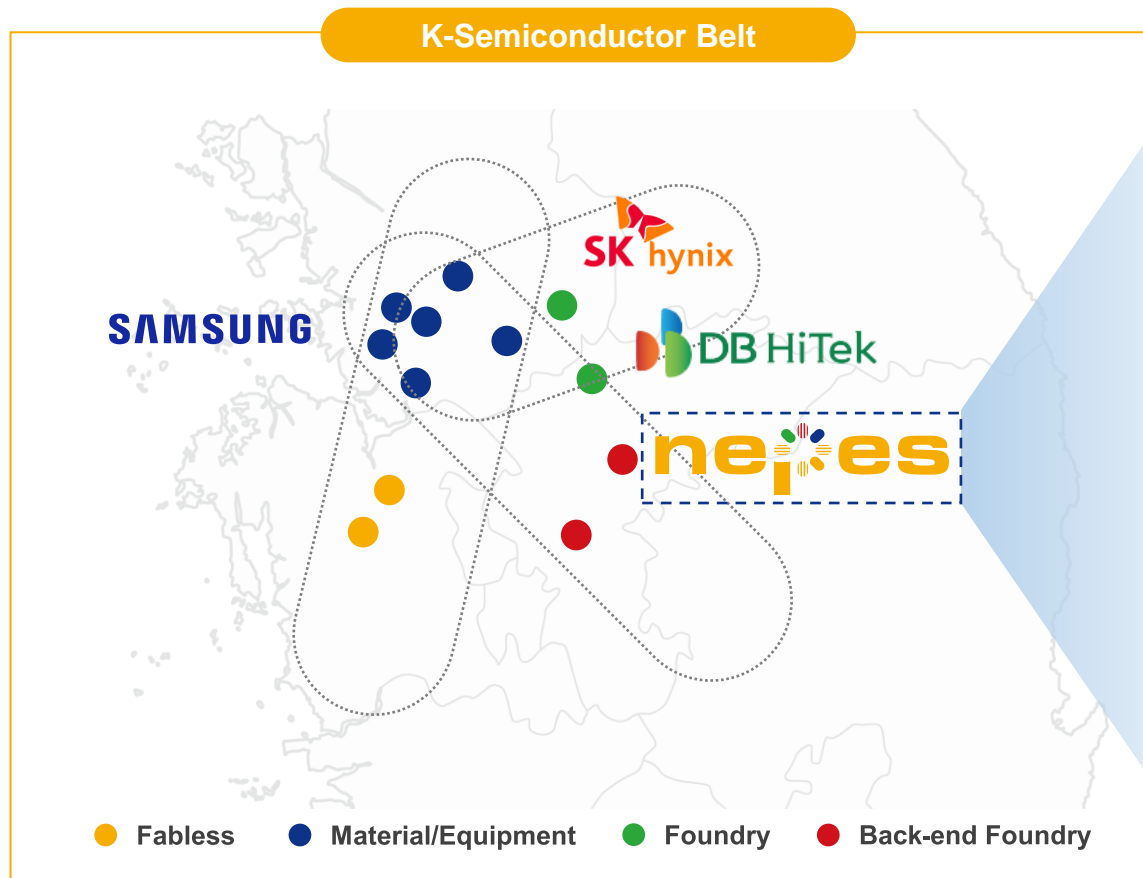 K-Semiconductor Belt
SK hynix
SAMSUNG
DB HiTek
nepes
Fabless
Material/Equipment
Foundry
Back-end Foundry